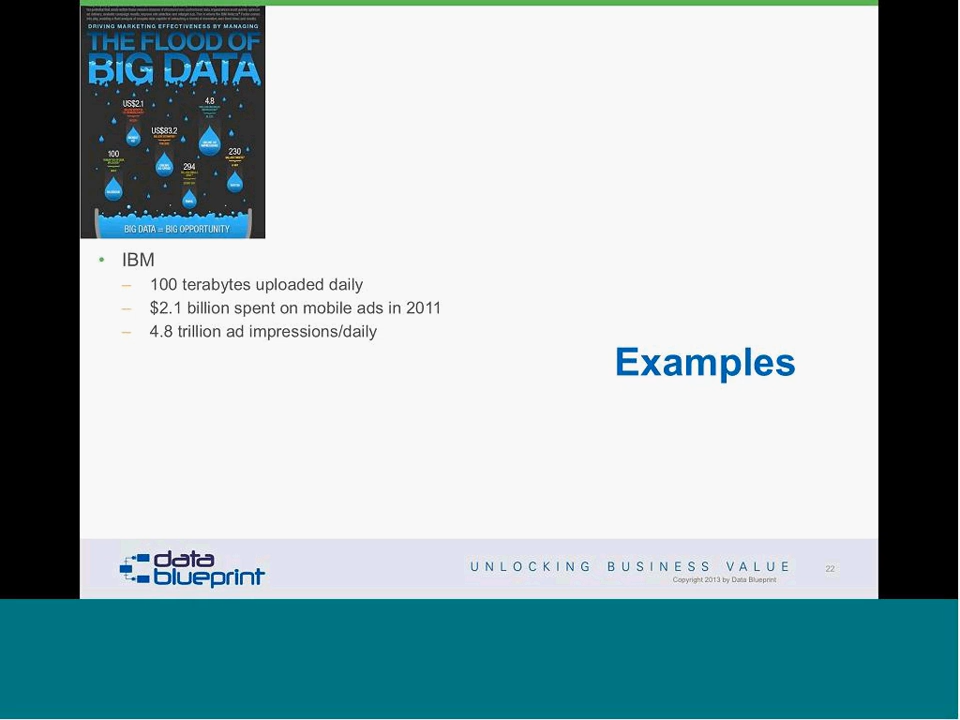 DRIVING MARKETING EFFECTIVENESS BY MANAGING
THE FLOOD OF
BIG DATA
US$2.1
4.8
US$83.2
100
294
230
BIG DATA = BIG OPPORTUNITY
• IBM
– 100 terabytes uploaded daily
– $2.1 billion spent on mobile ads in 2011
– 4.8 trillion ad impressions/daily
Examples
data
blueprint
UNLOCKING BUSINESS VALUE
Copyright 2013 by Data Blueprint
22